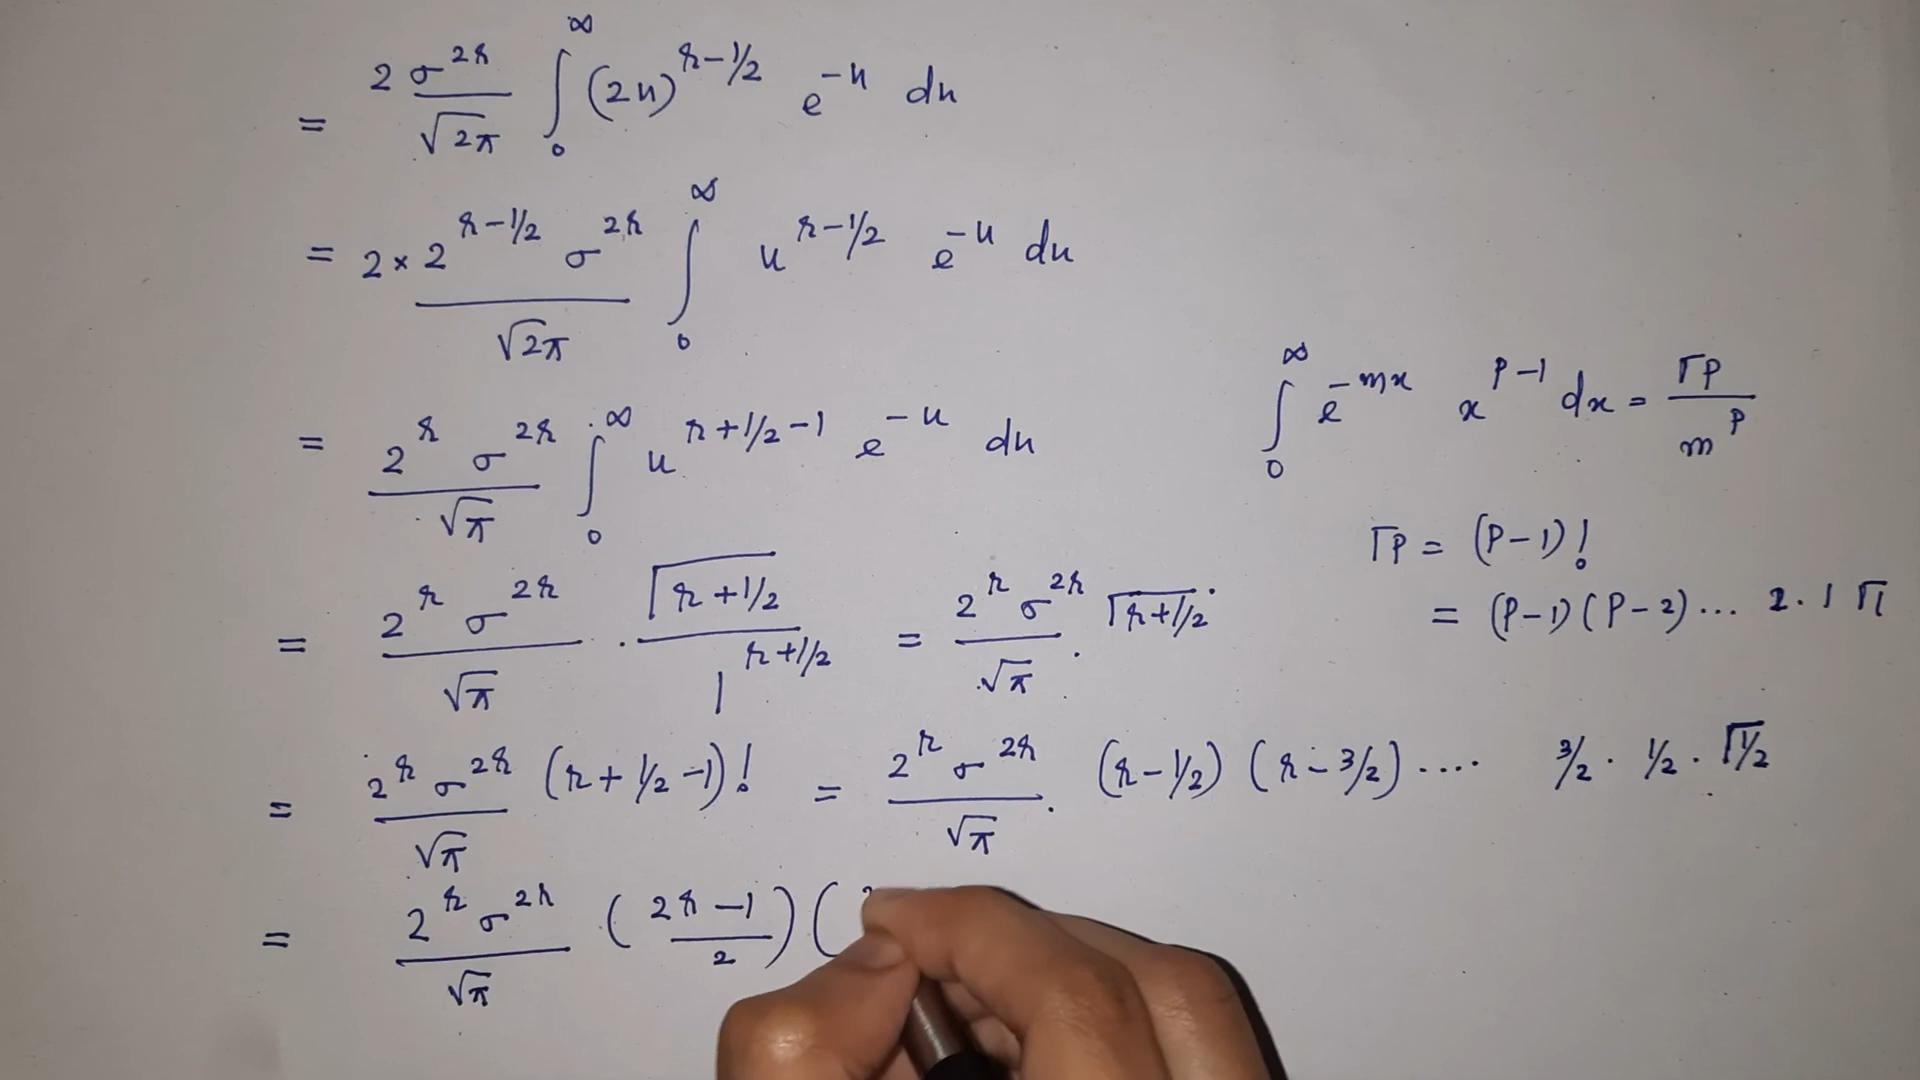 = 2 σ^2r / √2π ∫_0^∞ (2u)^r-1/2 e^-u du
= 2 × 2^r-1/2 σ^2r / √2π ∫_0^∞ u^r-1/2 e^-u du
∫_0^∞ e^-mx x^p-1 dx = Γp / m^p
= 2^r σ^2r / √π ∫_0^∞ u^r+1/2-1 e^-u du
Γp = (p-1)!
= (p-1)(p-2)... 2.1 Γ1
= 2^r σ^2r / √π . Γr+1/2 / 1^r+1/2 = 2^r σ^2r / √π . Γr+1/2
= 2^r σ^2r / √π (r+1/2-1)! = 2^r σ^2r / √π . (r-1/2) (r-3/2) .... 3/2 . 1/2 . Γ1/2
= 2^r σ^2r / √π (2r-1 / 2) (